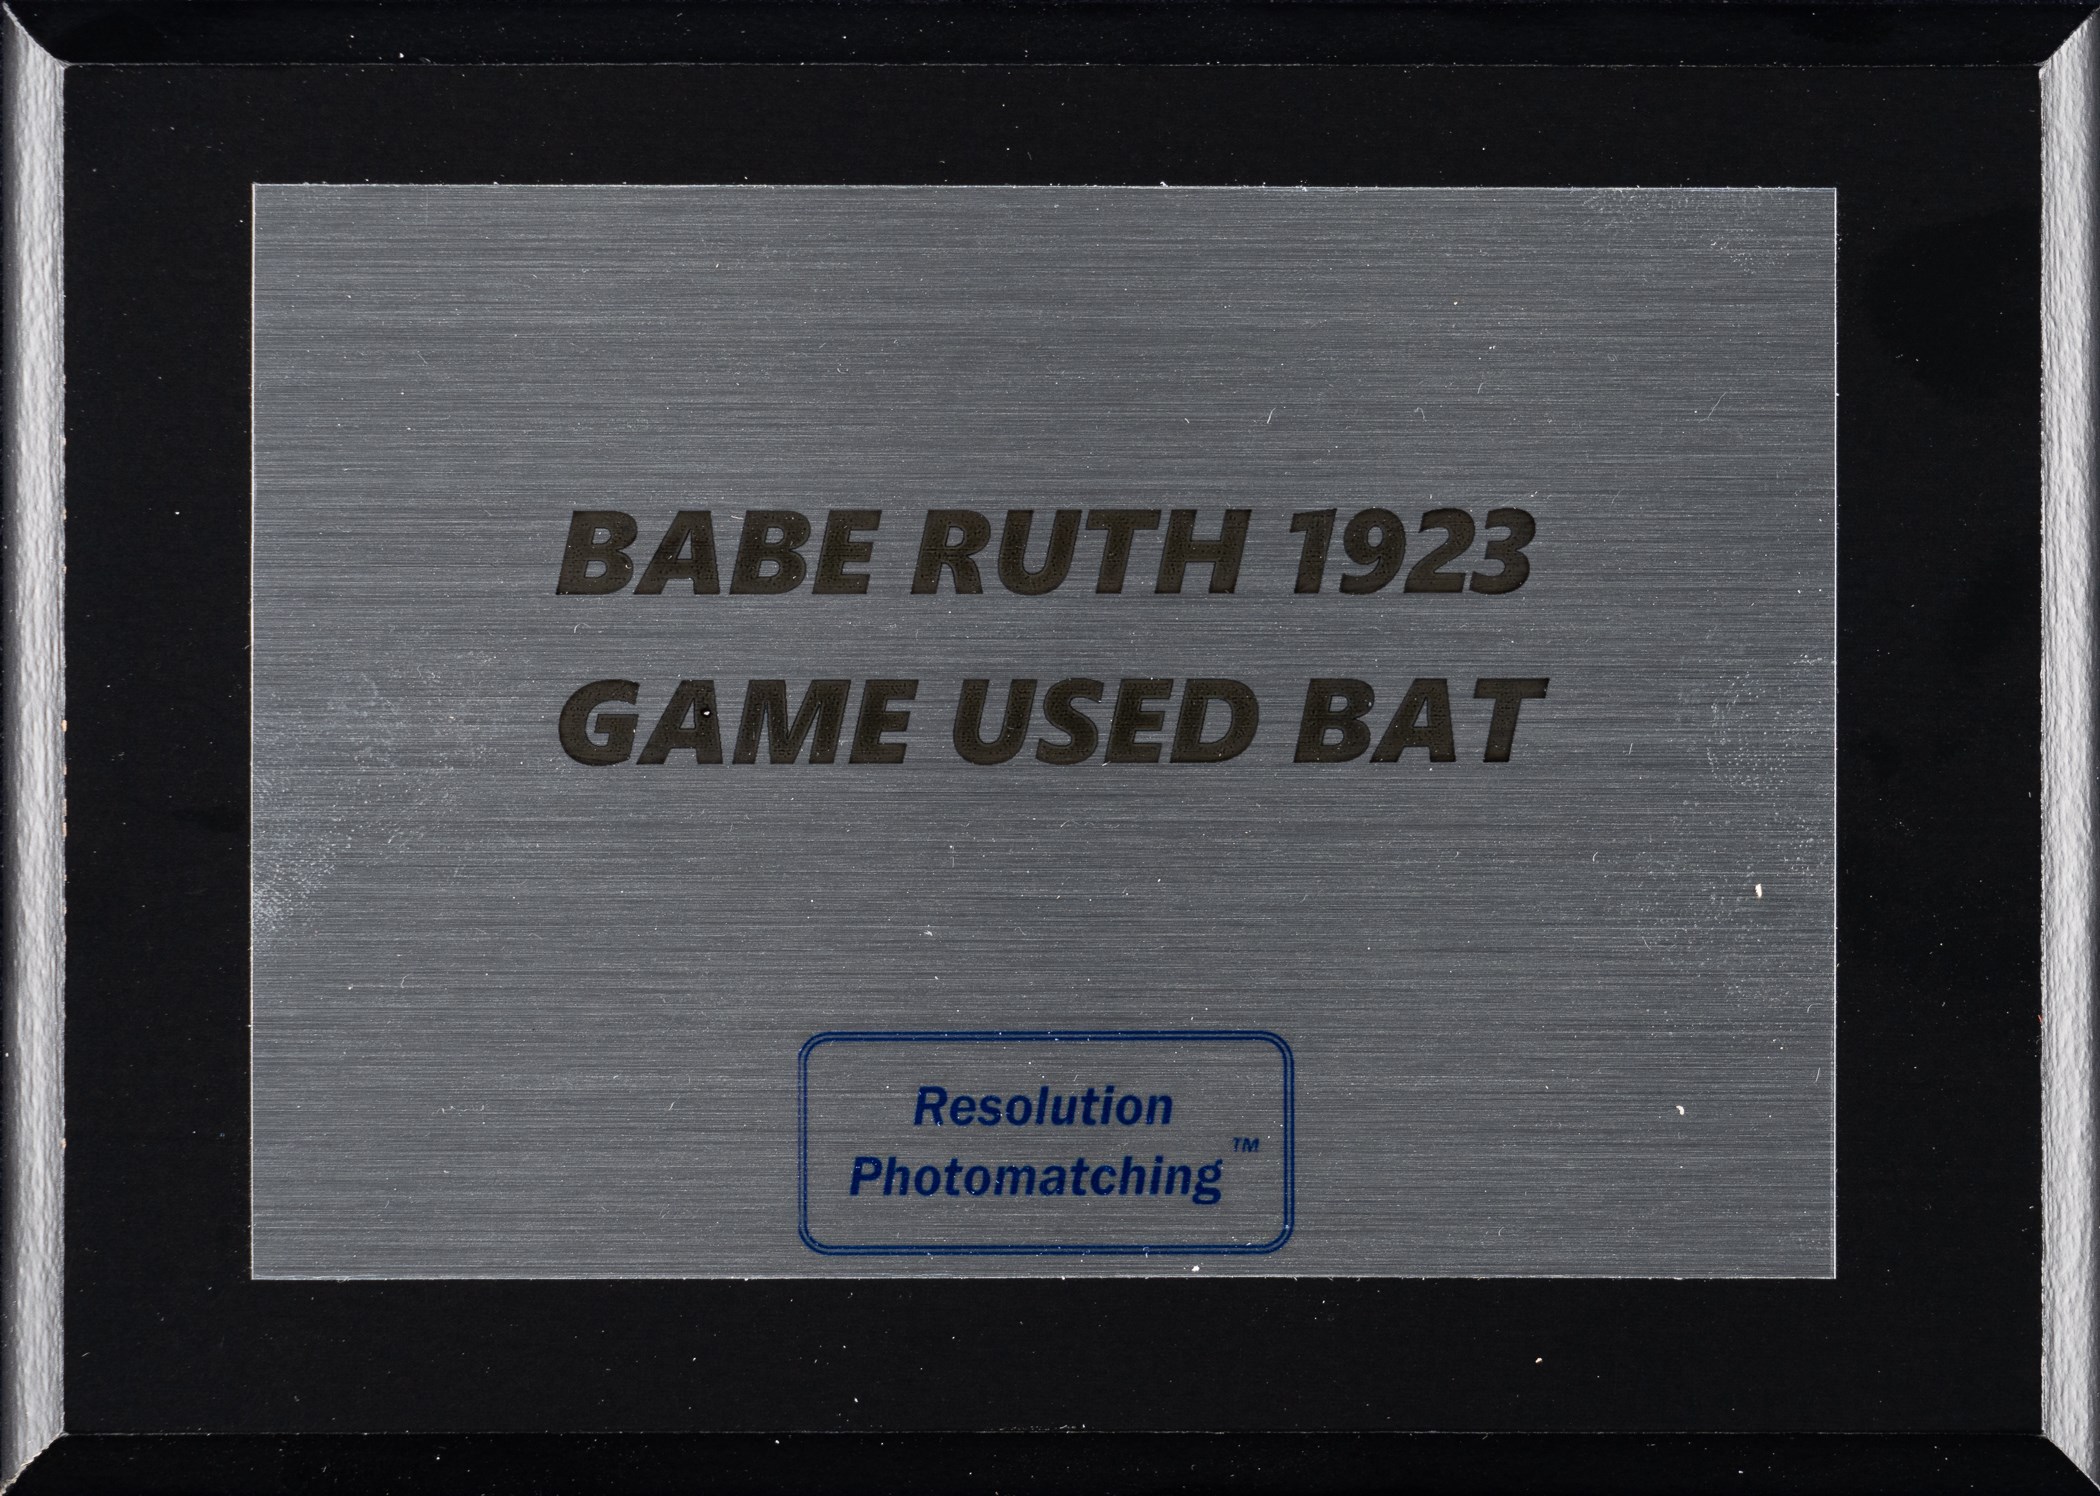 BABE RUTH 1923
GAME USED BAT
Resolution
Photomatching™